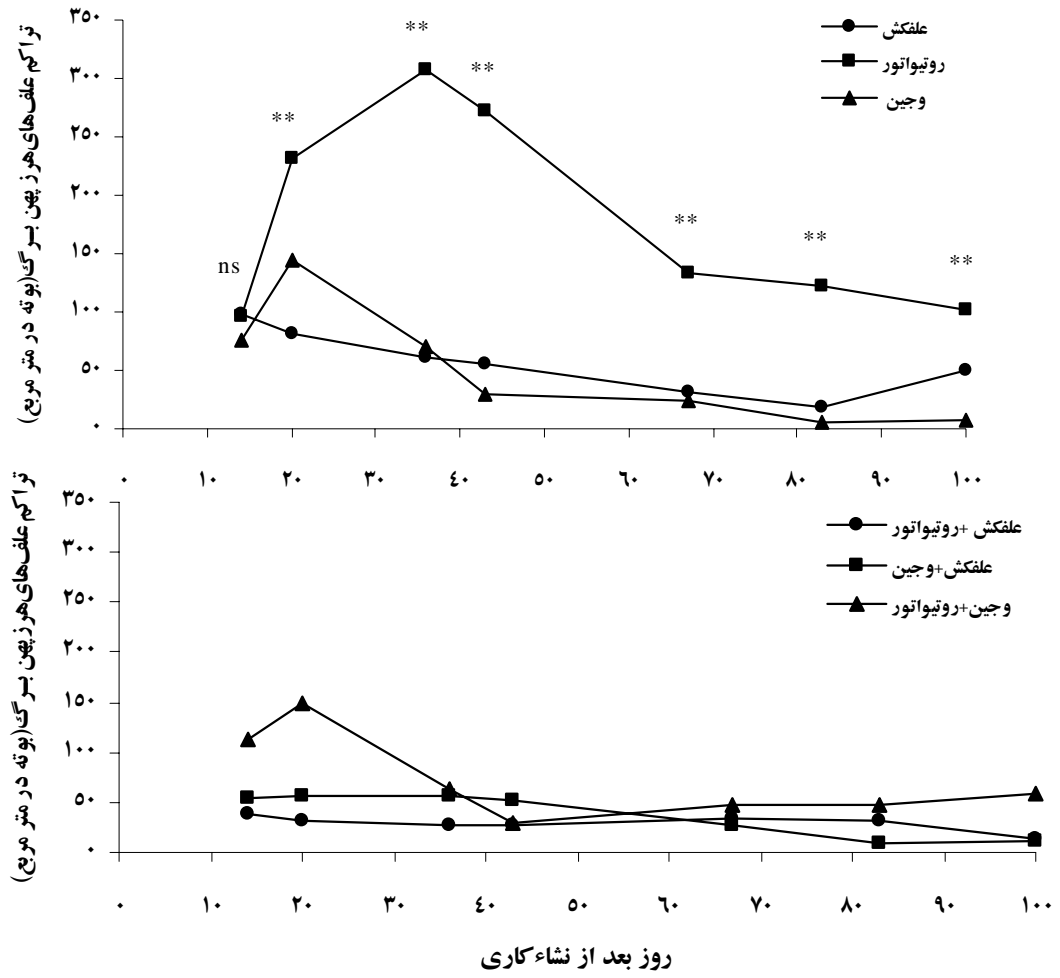 تراکم علف‌های‌هرز پهن برگ(بوته در متر مربع)
۳۵۰
۳۰۰
۲۵۰
۲۰۰
۱۵۰
۱۰۰
۵۰
۰
علفکش
روتیواتور
وجین
ns
**
**
**
**
**
**
۰ ۱۰ ۲۰ ۳۰ ۴۰ ۵۰ ۶۰ ۷۰ ۸۰ ۹۰ ۱۰۰
تراکم علف‌های‌هرزپهن برگ(بوته در متر مربع)
۳۵۰
۳۰۰
۲۵۰
۲۰۰
۱۵۰
۱۰۰
۵۰
۰
علفکش +روتیواتور
علفکش+وجین
وجین+روتیواتور
۰ ۱۰ ۲۰ ۳۰ ۴۰ ۵۰ ۶۰ ۷۰ ۸۰ ۹۰ ۱۰۰
روز بعد از نشاءکاری